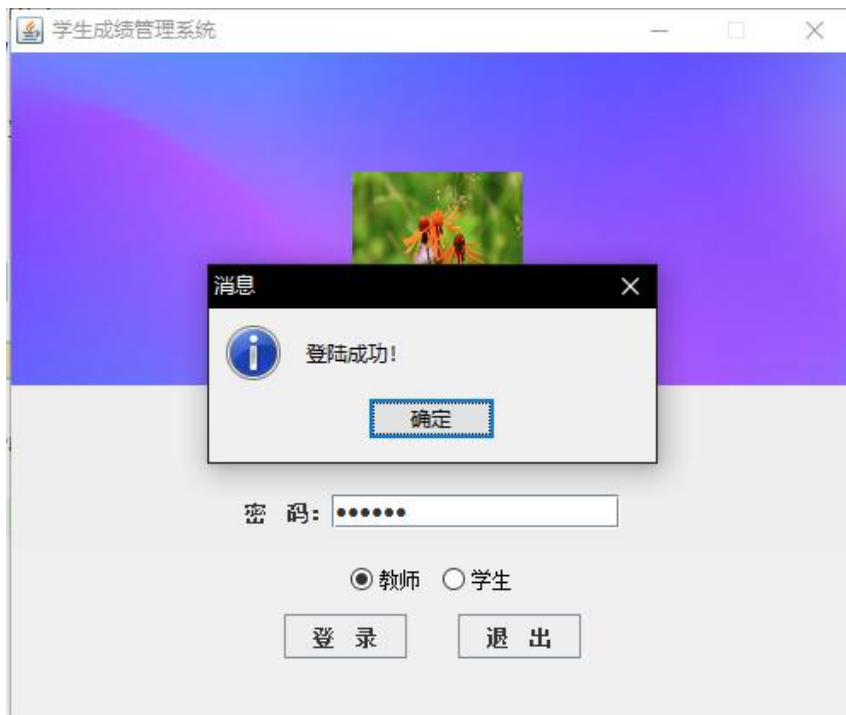 学生成绩管理系统
消息
登陆成功!
确定
密 码:
教师 学生
登 录 退 出